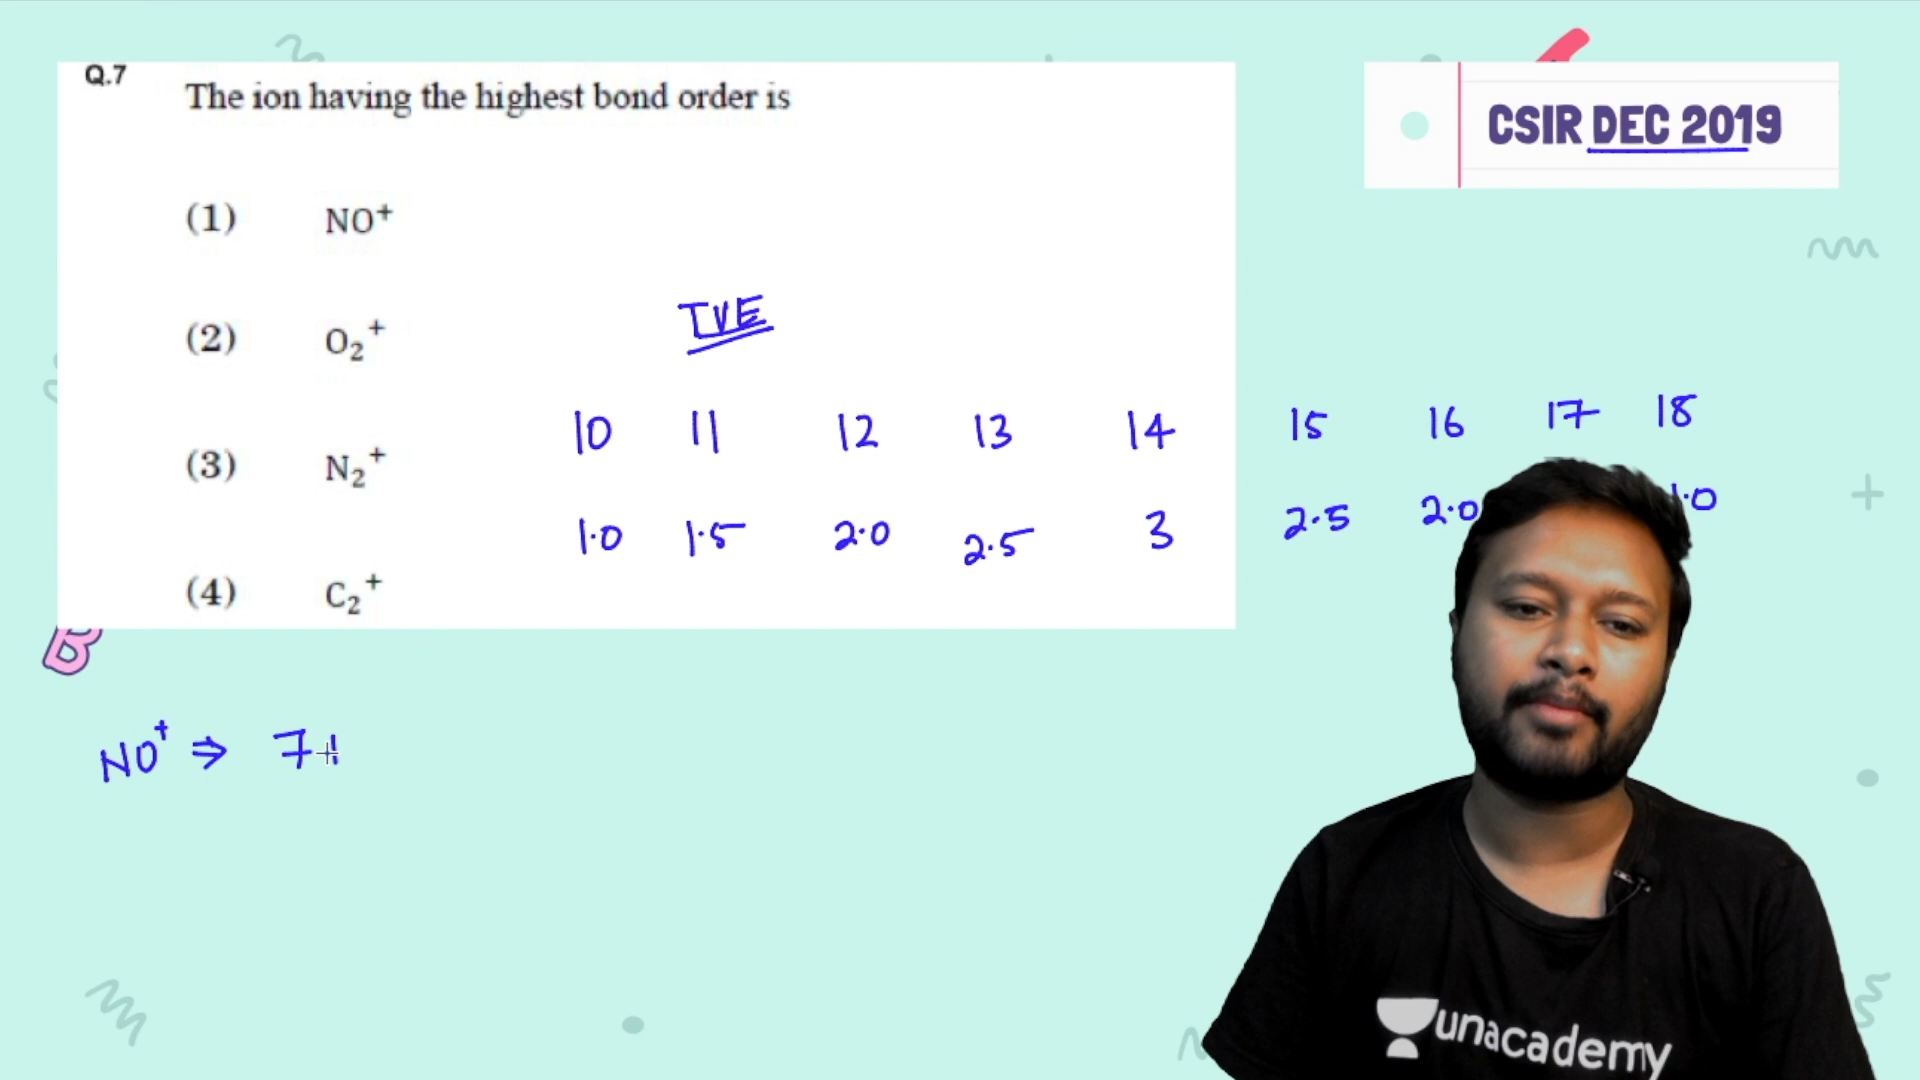 Q.7
The ion having the highest bond order is
CSIR DEC 2019
(1) NO⁺
(2) O₂⁺
(3) N₂⁺
(4) C₂⁺
TVE
10 11 12 13 14 15 16 17 18
1.0 1.5 2.0 2.5 3 2.5 2.0 1.0
B
NO⁺ ⇒ 7+
unacademy